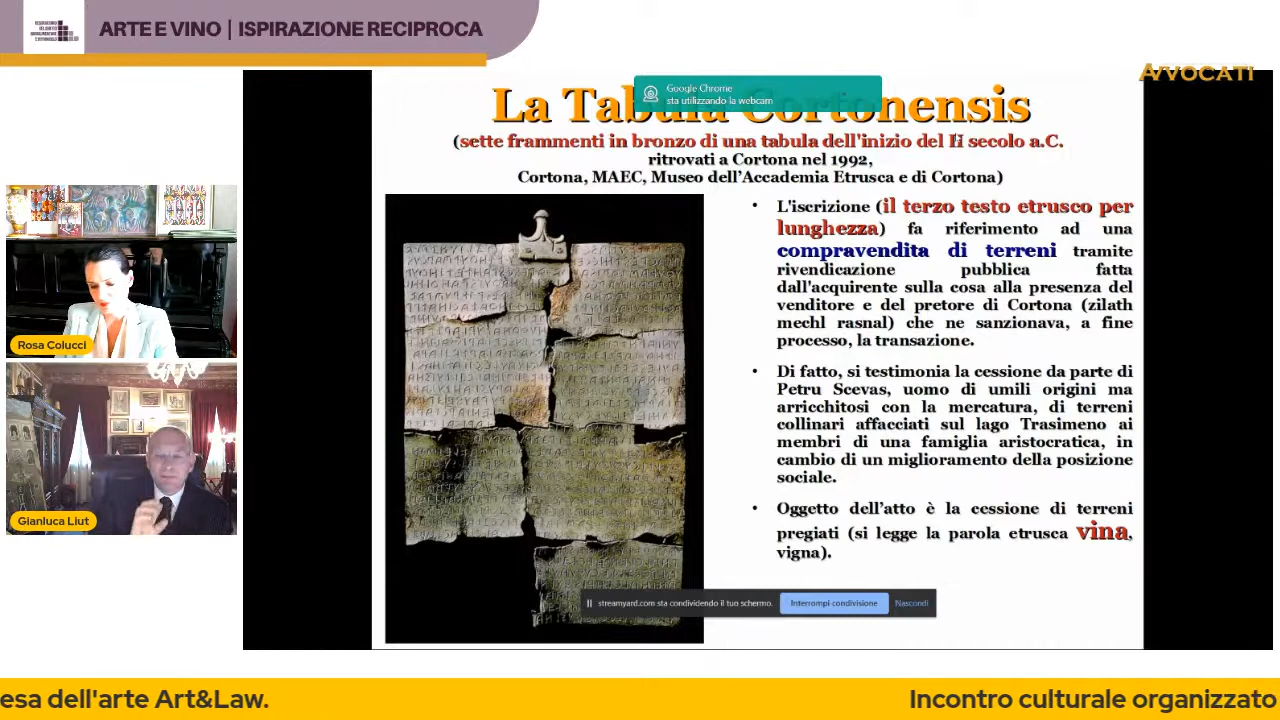 ARTE E VINO | ISPIRAZIONE RECIPROCA
AVVOCATI
La Tabula Cortonensis
Google Chrome
sta utilizzando la webcam
(sette frammenti in bronzo di una tabula dell'inizio del II secolo a.C.
ritrovati a Cortona nel 1992,
Cortona, MAEC, Museo dell'Accademia Etrusca e di Cortona)
• L'iscrizione (il terzo testo etrusco per
lunghezza) fa riferimento ad una
compravendita di terreni tramite
rivendicazione pubblica fatta
dall'acquirente sulla cosa alla presenza del
venditore e del pretore di Cortona (zilath
mechl rasnal) che ne sanzionava, a fine
processo, la transazione.
• Di fatto, si testimonia la cessione da parte di
Petru Scevas, uomo di umili origini ma
arricchitosi con la mercatura, di terreni
collinari affacciati sul lago Trasimeno ai
membri di una famiglia aristocratica, in
cambio di un miglioramento della posizione
sociale.
• Oggetto dell'atto è la cessione di terreni
pregiati (si legge la parola etrusca vina,
vigna).
streamyard.com sta condividendo il tuo schermo.
Interrompi condivisione
Nascondi
Rosa Colucci
Gianluca Liut
esa dell'arte Art&Law.
Incontro culturale organizzato